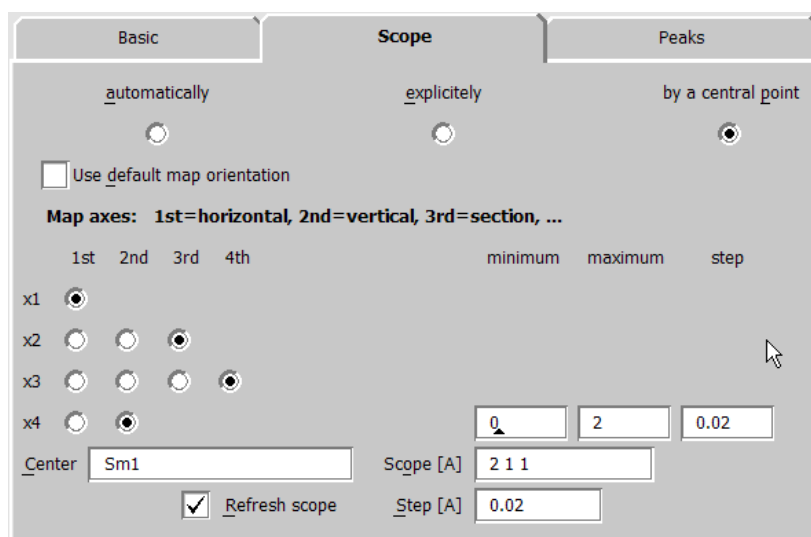 Basic Scope Peaks
automatically explicitely by a central point
Use default map orientation
Map axes: 1st=horizontal, 2nd=vertical, 3rd=section, ...
1st 2nd 3rd 4th minimum maximum step
x1
x2
x3
x4 0 2 0.02
Center Sm1 Scope [A] 2 1 1
Refresh scope Step [A] 0.02